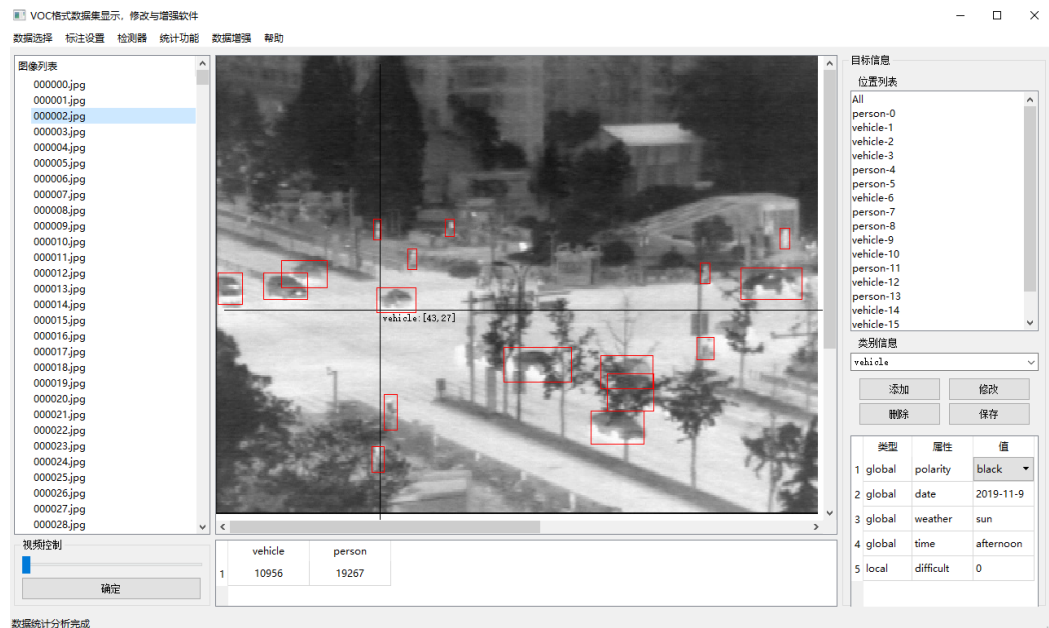 VOC格式数据集显示，修改与增强软件
数据选择 标注设置 检测器 统计功能 数据增强 帮助
图像列表
000000.jpg
000001.jpg
000002.jpg
000003.jpg
000004.jpg
000005.jpg
000006.jpg
000007.jpg
000008.jpg
000009.jpg
000010.jpg
000011.jpg
000012.jpg
000013.jpg
000014.jpg
000015.jpg
000016.jpg
000017.jpg
000018.jpg
000019.jpg
000020.jpg
000021.jpg
000022.jpg
000023.jpg
000024.jpg
000025.jpg
000026.jpg
000027.jpg
000028.jpg
视频控制
确定
vehicle:[43,27]
vehicle person
1 10956 19267
目标信息
位置列表
All
person-0
vehicle-1
vehicle-2
vehicle-3
person-4
person-5
vehicle-6
person-7
person-8
vehicle-9
vehicle-10
person-11
vehicle-12
person-13
vehicle-14
vehicle-15
类别信息
vehicle
添加 修改
删除 保存
类型 属性 值
1 global polarity black
2 global date 2019-11-9
3 global weather sun
4 global time afternoon
5 local difficult 0
数据统计分析完成